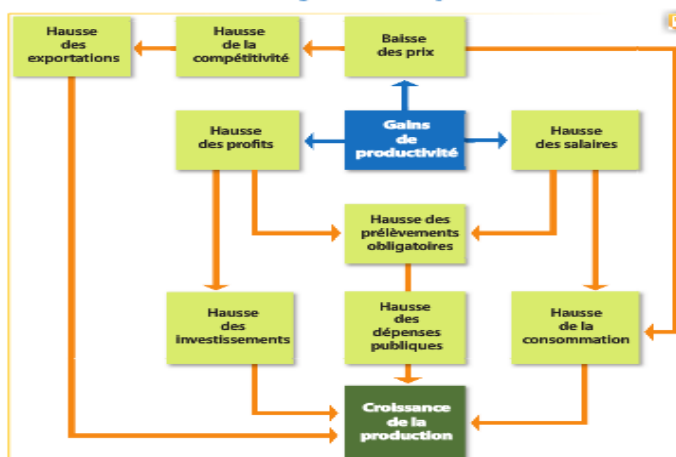 Hausse
des
exportations
Hausse
de la
compétitivité
Baisse
des prix
Hausse
des profits
Gains
de
productivité
Hausse
des salaires
Hausse des
prélèvements
obligatoires
Hausse
des
investissements
Hausse
des
dépenses
publiques
Hausse
de la
consommation
Croissance
de la
production